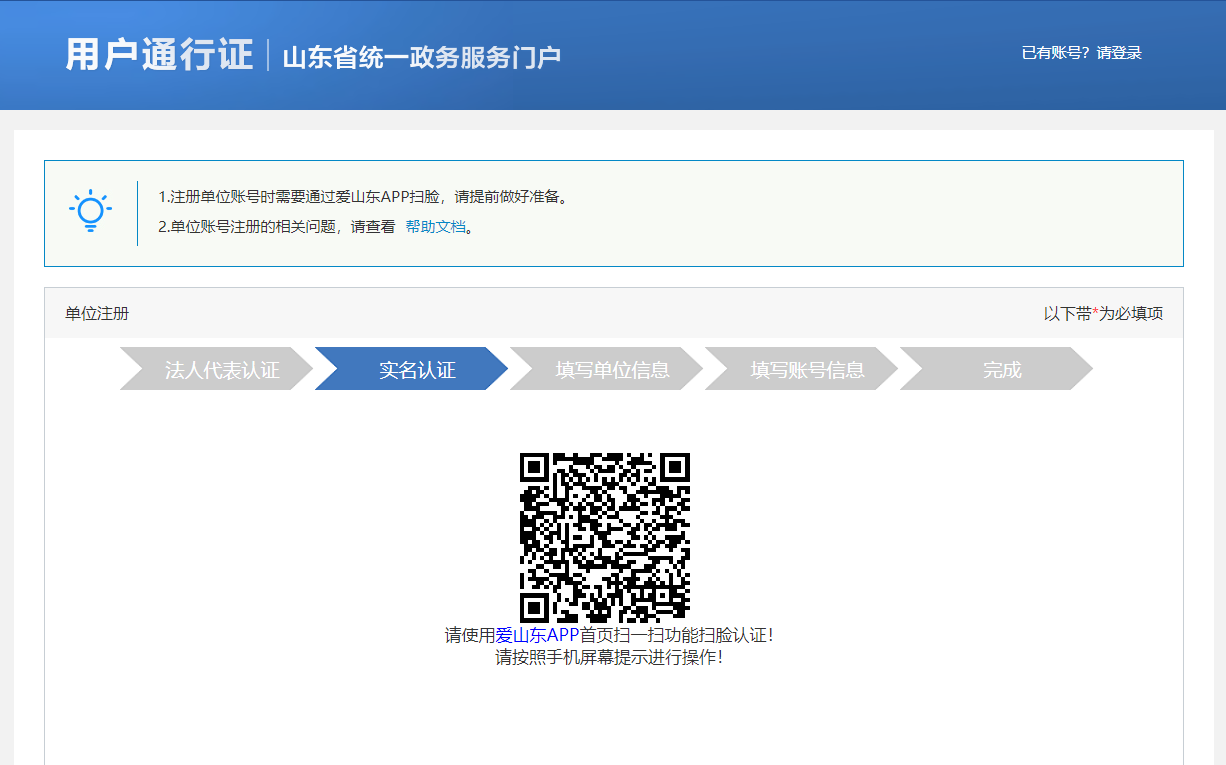 用户通行证 山东省统一政务服务门户 已有账号？请登录
1.注册单位账号时需要通过爱山东APP扫脸，请提前做好准备。
2.单位账号注册的相关问题，请查看 帮助文档。
单位注册 以下带*为必填项
法人代表认证 实名认证 填写单位信息 填写账号信息 完成
请使用爱山东APP首页扫一扫功能扫脸认证！
请按照手机屏幕提示进行操作！